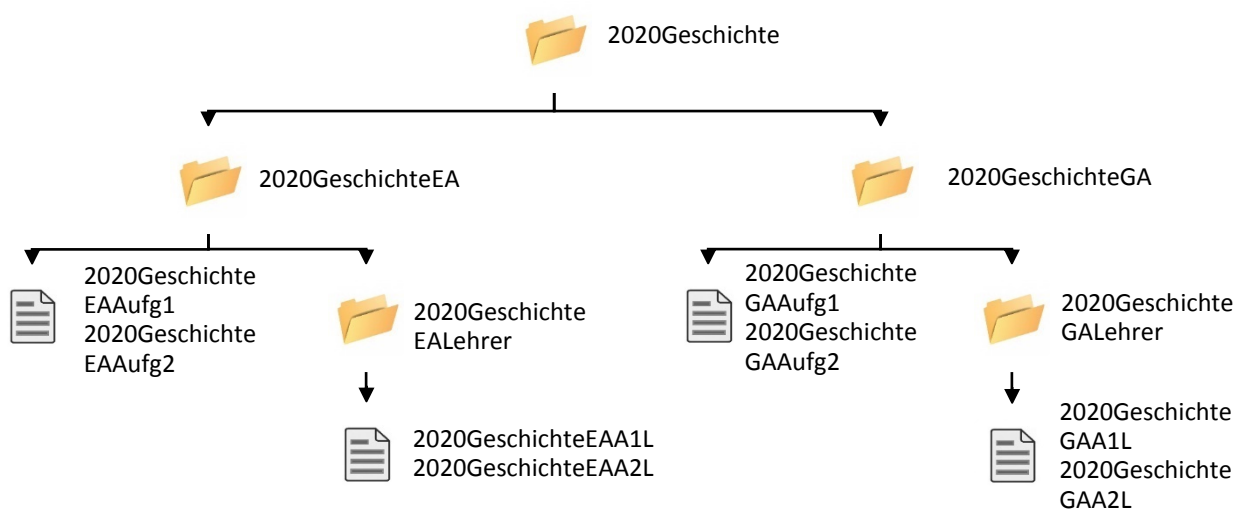 2020Geschichte
2020GeschichteEA
2020GeschichteGA
2020Geschichte
EAAufg1
2020Geschichte
EAAufg2
2020Geschichte
EALehrer
2020Geschichte
GAAufg1
2020Geschichte
GAAufg2
2020Geschichte
GALehrer
2020GeschichteEAA1L
2020GeschichteEAA2L
2020Geschichte
GAA1L
2020Geschichte
GAA2L